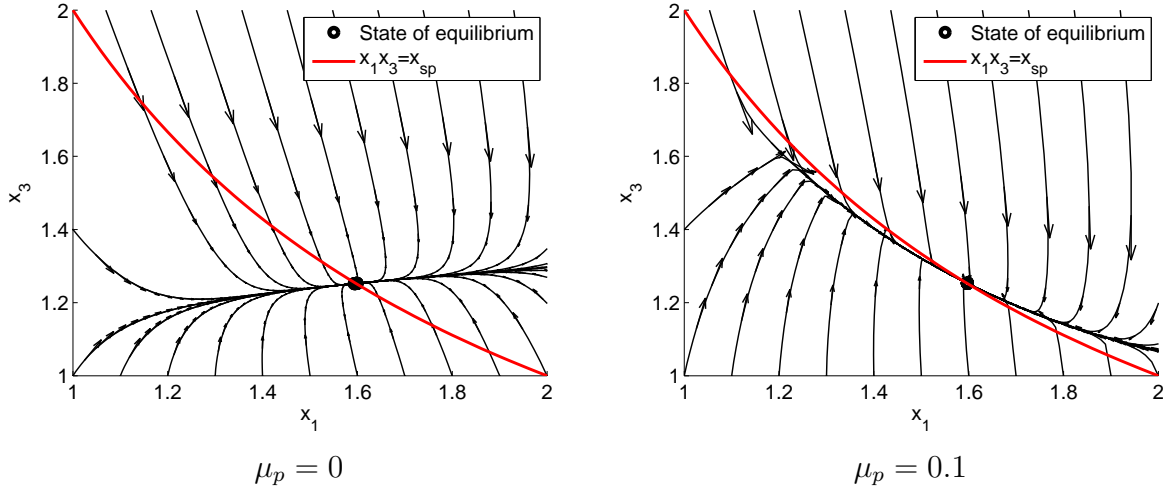 2
1.8
1.6
1.4
1.2
1
x₃
1 1.2 1.4 1.6 1.8 2
x₁
State of equilibrium
x₁x₃=xₛₚ
μₚ = 0
2
1.8
1.6
1.4
1.2
1
x₃
1 1.2 1.4 1.6 1.8 2
x₁
State of equilibrium
x₁x₃=xₛₚ
μₚ = 0.1